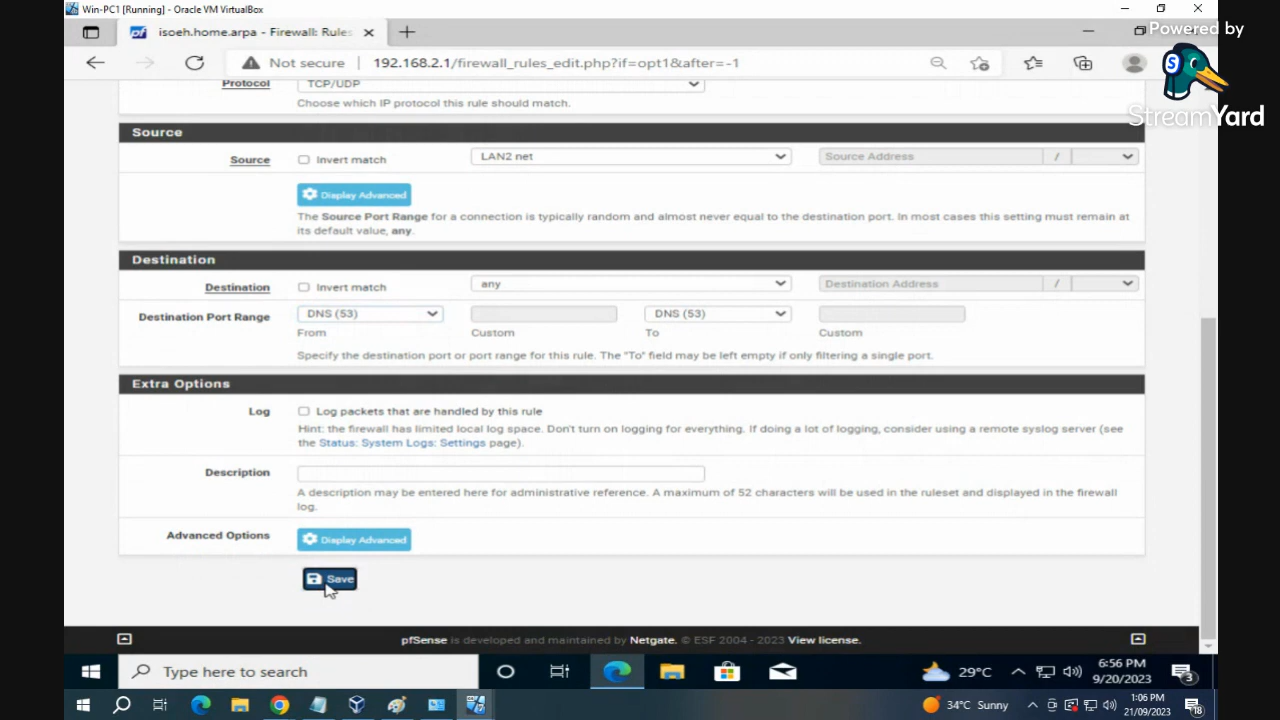 Win-PC1 [Running] - Oracle VM VirtualBox
Powered by
StreamYard
isoeh.home.arpa - Firewall: Rules
Not secure
192.168.2.1/firewall_rules_edit.php?if=opt1&after=-1
Protocol
TCP/UDP
Choose which IP protocol this rule should match.
Source
Source
Invert match
LAN2 net
Source Address
/
Display Advanced
The Source Port Range for a connection is typically random and almost never equal to the destination port. In most cases this setting must remain at
its default value, any.
Destination
Destination
Invert match
any
Destination Address
/
Destination Port Range
DNS (53)
DNS (53)
From
Custom
To
Custom
Specify the destination port or port range for this rule. The "To" field may be left empty if only filtering a single port.
Extra Options
Log
Log packets that are handled by this rule
Hint: the firewall has limited local log space. Don't turn on logging for everything. If doing a lot of logging, consider using a remote syslog server (see
the Status: System Logs: Settings page).
Description
A description may be entered here for administrative reference. A maximum of 52 characters will be used in the ruleset and displayed in the firewall
log.
Advanced Options
Display Advanced
Save
pfSense is developed and maintained by Netgate. © ESF 2004 - 2023 View license.
Type here to search
29°C
6:56 PM
9/20/2023
3
34°C Sunny
1:06 PM
21/09/2023
18